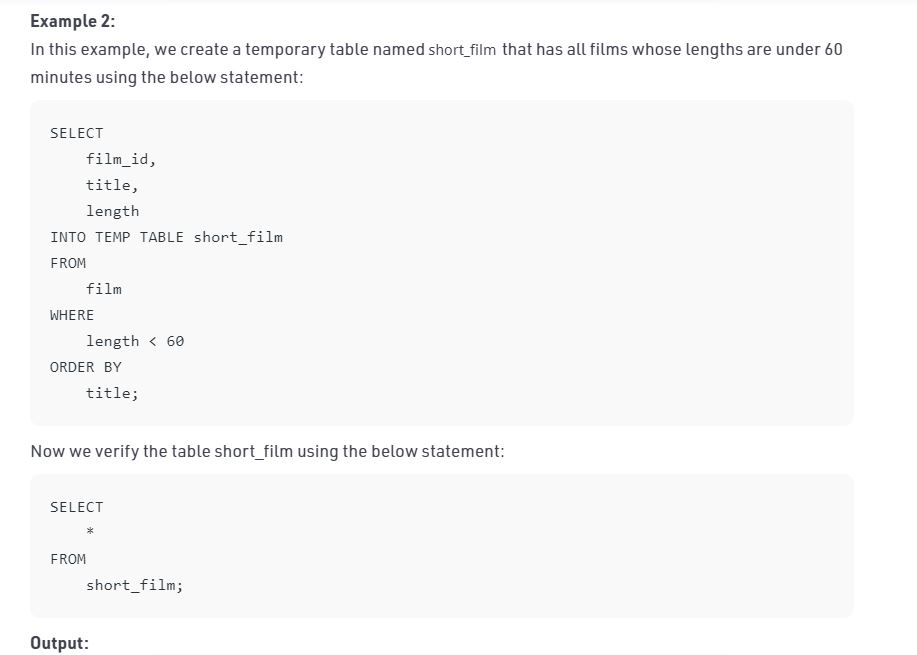 Example 2:
In this example, we create a temporary table named short_film that has all films whose lengths are under 60
minutes using the below statement:
SELECT
    film_id,
    title,
    length
INTO TEMP TABLE short_film
FROM
    film
WHERE
    length < 60
ORDER BY
    title;
Now we verify the table short_film using the below statement:
SELECT
    *
FROM
    short_film;
Output: